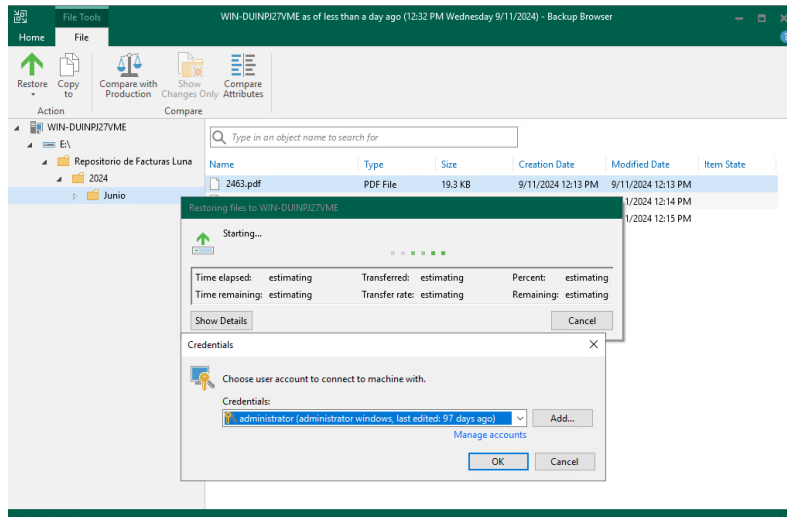 File Tools
WIN-DUINPJ27VME as of less than a day ago (12:32 PM Wednesday 9/11/2024) - Backup Browser
Home File
Restore
Copy to
Compare with Production
Show Changes Only
Compare Attributes
Action
Compare
WIN-DUINPJ27VME
E:\
Repositorio de Facturas Luna
2024
Junio
Type in an object name to search for
Name Type Size Creation Date Modified Date Item State
2463.pdf PDF File 19.3 KB 9/11/2024 12:13 PM 9/11/2024 12:13 PM
1/2024 12:14 PM
1/2024 12:15 PM
Restoring files to WIN-DUINPJ27VME
Starting...
Time elapsed: estimating Transferred: estimating Percent: estimating
Time remaining: estimating Transfer rate: estimating Remaining: estimating
Show Details Cancel
Credentials
Choose user account to connect to machine with.
Credentials:
administrator (administrator windows, last edited: 97 days ago) Add...
Manage accounts
OK Cancel